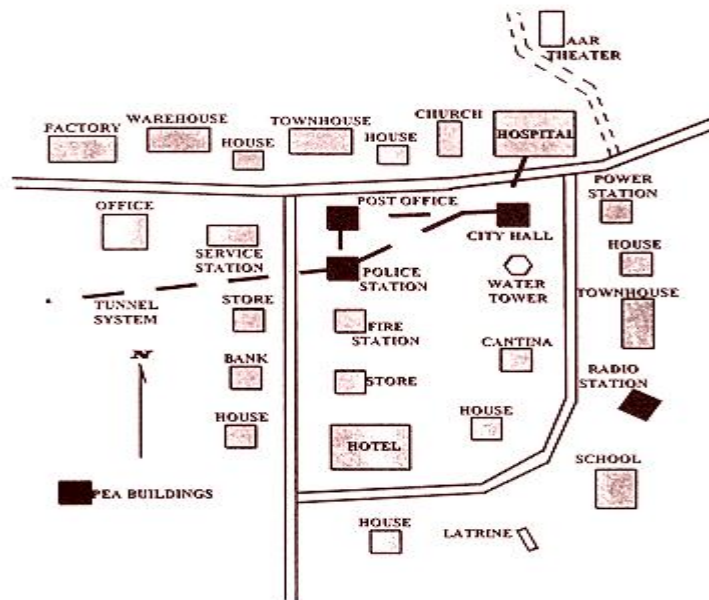 AAR
THEATER
CHURCH
WAREHOUSE
TOWNHOUSE
FACTORY
HOUSE
HOUSE
HOSPITAL
POWER
STATION
OFFICE
POST OFFICE
CITY HALL
SERVICE
STATION
HOUSE
POLICE
STATION
WATER
TOWER
TUNNEL
SYSTEM
STORE
TOWNHOUSE
FIRE
STATION
CANTINA
N
BANK
STORE
RADIO
STATION
HOUSE
HOUSE
HOTEL
SCHOOL
PEA BUILDINGS
HOUSE
LATRINE